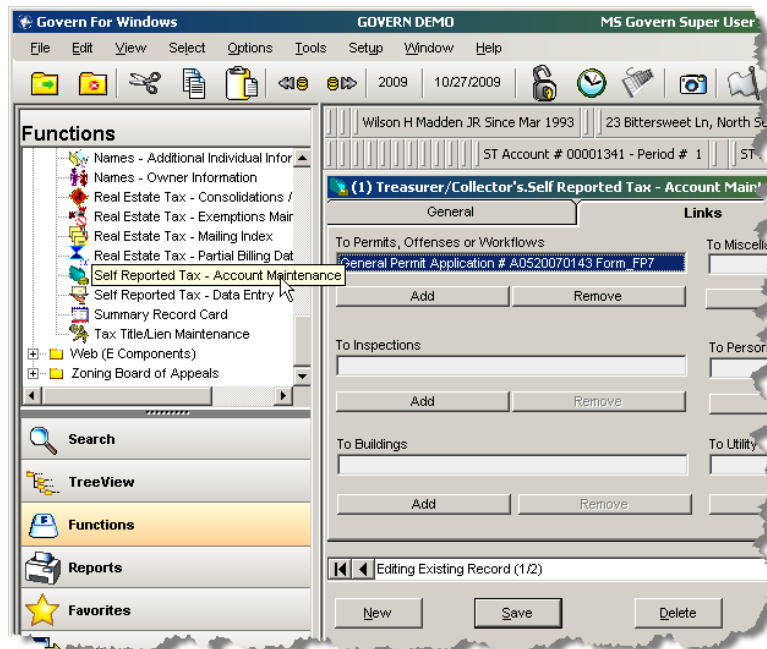 Govern For Windows GOVERN DEMO MS Govern Super User
File Edit View Select Options Tools Setup Window Help
2009 10/27/2009
Functions
Names - Additional Individual Infor
Names - Owner Information
Real Estate Tax - Consolidations /
Real Estate Tax - Exemptions Mair
Real Estate Tax - Mailing Index
Real Estate Tax - Partial Billing Dat
Self Reported Tax - Account Maintenance
Self Reported Tax - Data Entry
Summary Record Card
Tax Title/Lien Maintenance
Web (E Components)
Zoning Board of Appeals
Search
TreeView
Functions
Reports
Favorites
Wilson H Madden JR Since Mar 1993 23 Bittersweet Ln, North
ST Account # 00001341 - Period # 1 ST
(1) Treasurer/Collector's.Self Reported Tax - Account Main
General Links
To Permits, Offenses or Workflows To Miscell
General Permit Application # A0520070143 Form_FP7
Add Remove
To Inspections To Person
Add Remove
To Buildings To Utility
Add Remove
Editing Existing Record (1/2)
New Save Delete